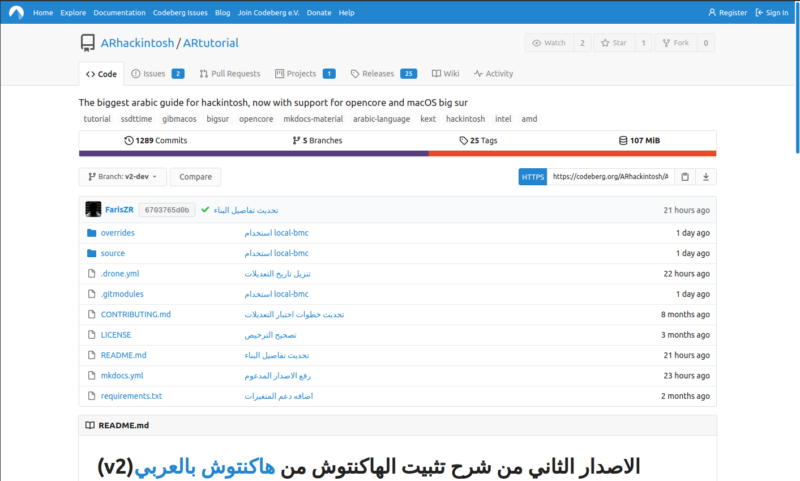 Home Explore Documentation Codeberg Issues Blog Join Codeberg e.V. Donate Help Register Sign In
ARhackintosh / ARtutorial Watch 2 Star 1 Fork 0
Code Issues 2 Pull Requests Projects 1 Releases 25 Wiki Activity
The biggest arabic guide for hackintosh, now with support for opencore and macOS big sur
tutorial ssdttime gibmacos bigsur opencore mkdocs-material arabic-language kext hackintosh intel amd
1289 Commits 5 Branches 25 Tags 107 MiB
Branch: v2-dev Compare HTTPS https://codeberg.org/ARhackintosh/A
FarisZR 6703765d0b تحديث تفاصيل البناء 21 hours ago
overrides استخدام local-bmc 1 day ago
source استخدام local-bmc 1 day ago
.drone.yml تنزيل تاريخ التعديلات 22 hours ago
.gitmodules استخدام local-bmc 1 day ago
CONTRIBUTING.md تحديث خطوات اختبار التعديلات 8 months ago
LICENSE تصحيح الترخيص 3 months ago
README.md تحديث تفاصيل البناء 21 hours ago
mkdocs.yml رفع الاصدار المدعوم 23 hours ago
requirements.txt اضافه دعم المتغيرات 2 months ago
README.md
الاصدار الثاني من شرح تثبيت الهاكنتوش من هاكنتوش بالعربي(v2)